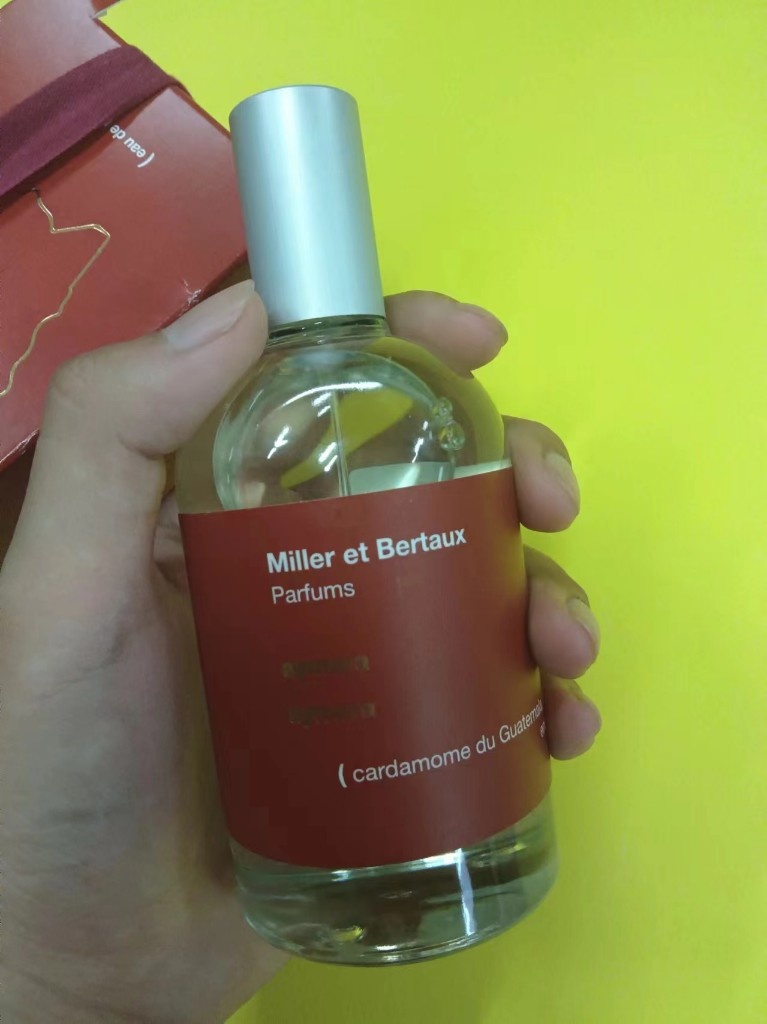 ( eau de
Miller et Bertaux
Parfums
( cardamome du Guatemala